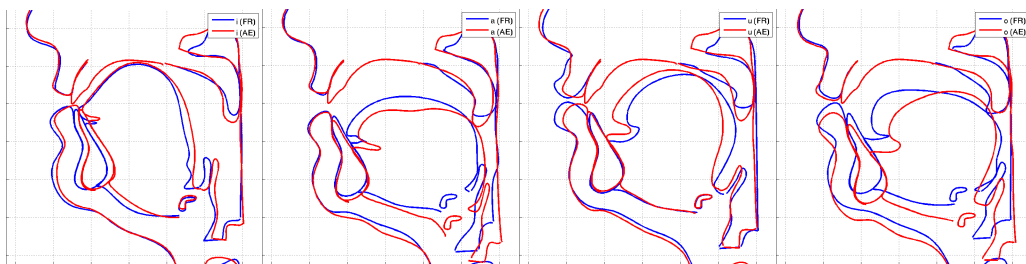 i (FR)
i (AE)
a (FR)
a (AE)
u (FR)
u (AE)
o (FR)
o (AE)